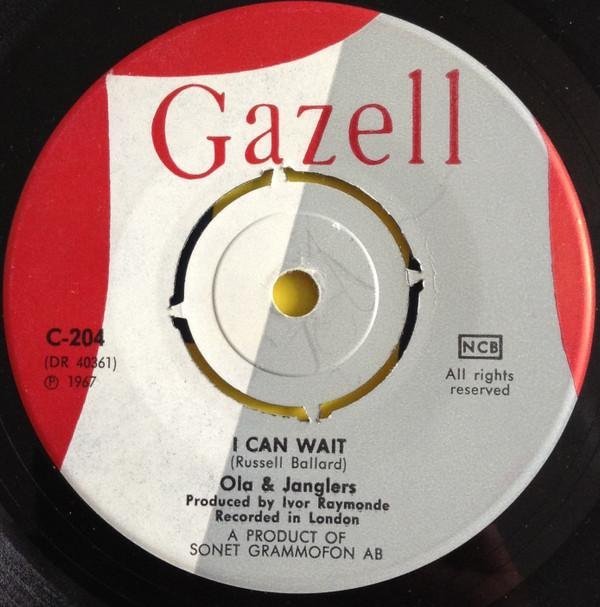 Gazell
C-204
(DR 40361)
℗ 1967
NCB
All rights
reserved
I CAN WAIT
(Russell Ballard)
Ola & Janglers
Produced by Ivor Raymonde
Recorded in London
A PRODUCT OF
SONET GRAMMOFON AB